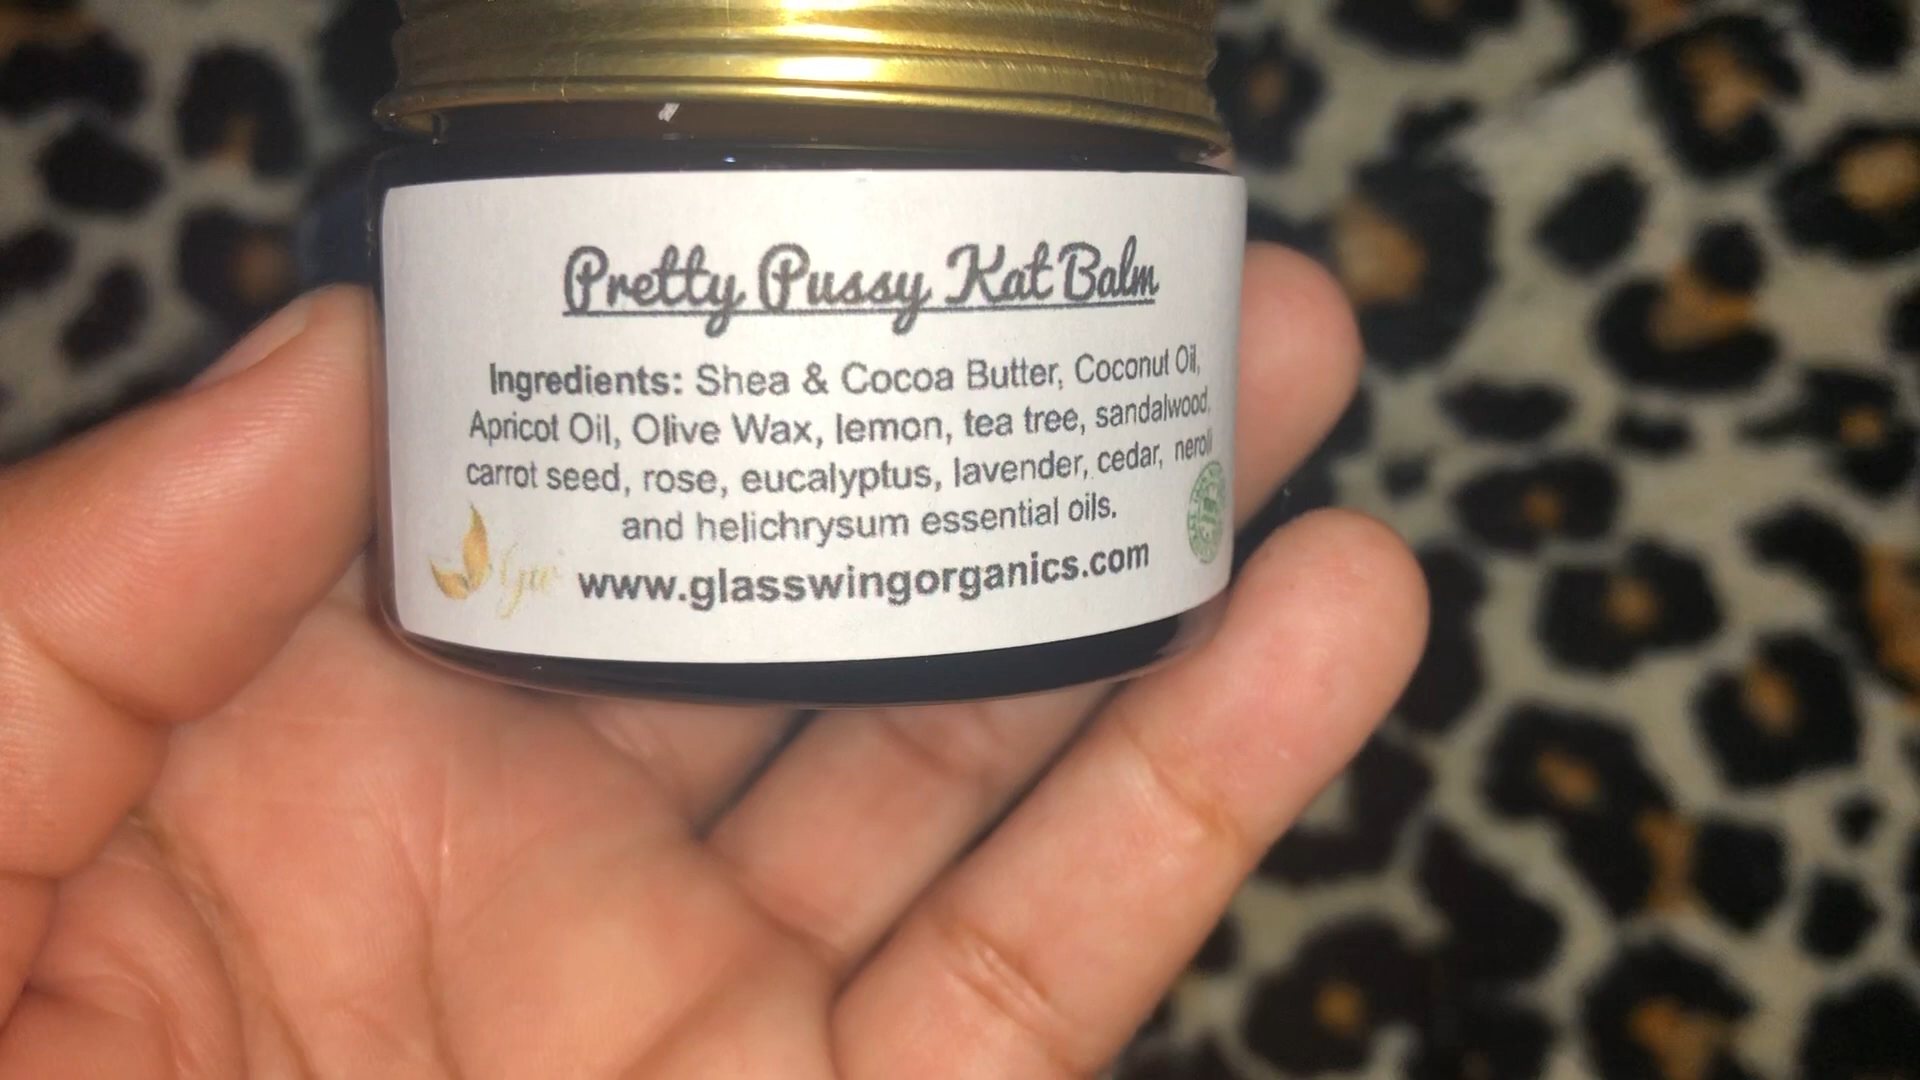 Pretty Pussy Kat Balm
Ingredients: Shea & Cocoa Butter, Coconut Oil,
Apricot Oil, Olive Wax, lemon, tea tree, sandalwood,
carrot seed, rose, eucalyptus, lavender, cedar, neroli
and helichrysum essential oils.
www.glasswingorganics.com